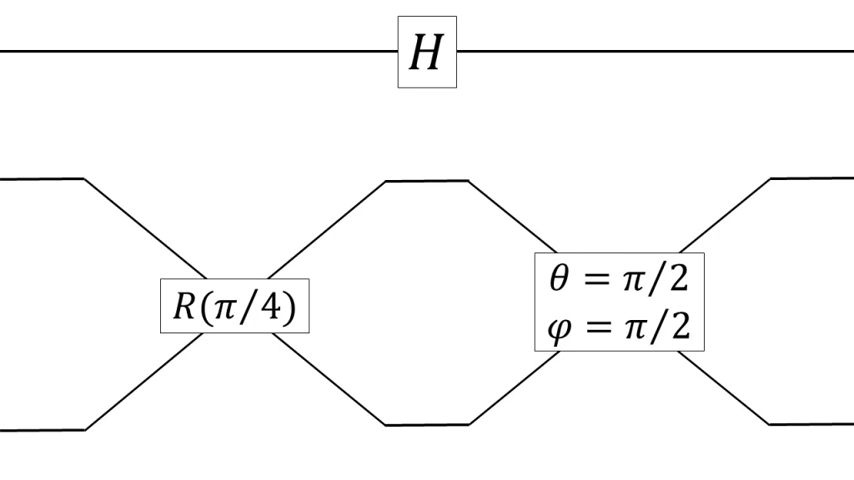 H
R(π/4)
θ = π/2
φ = π/2